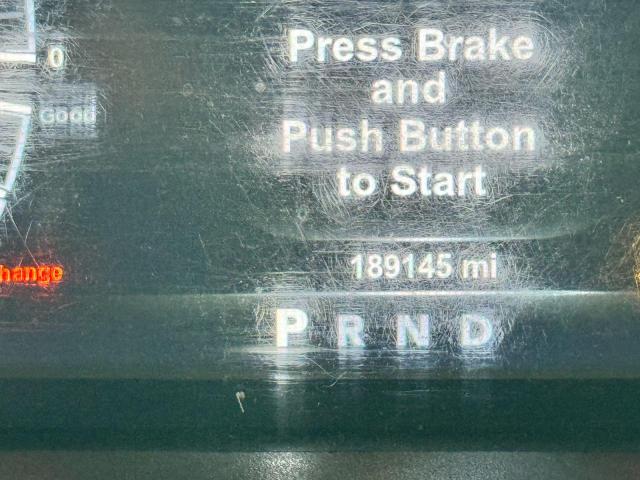 0
Good
hange
Press Brake
and
Push Button
to Start
189145 mi
P R N D